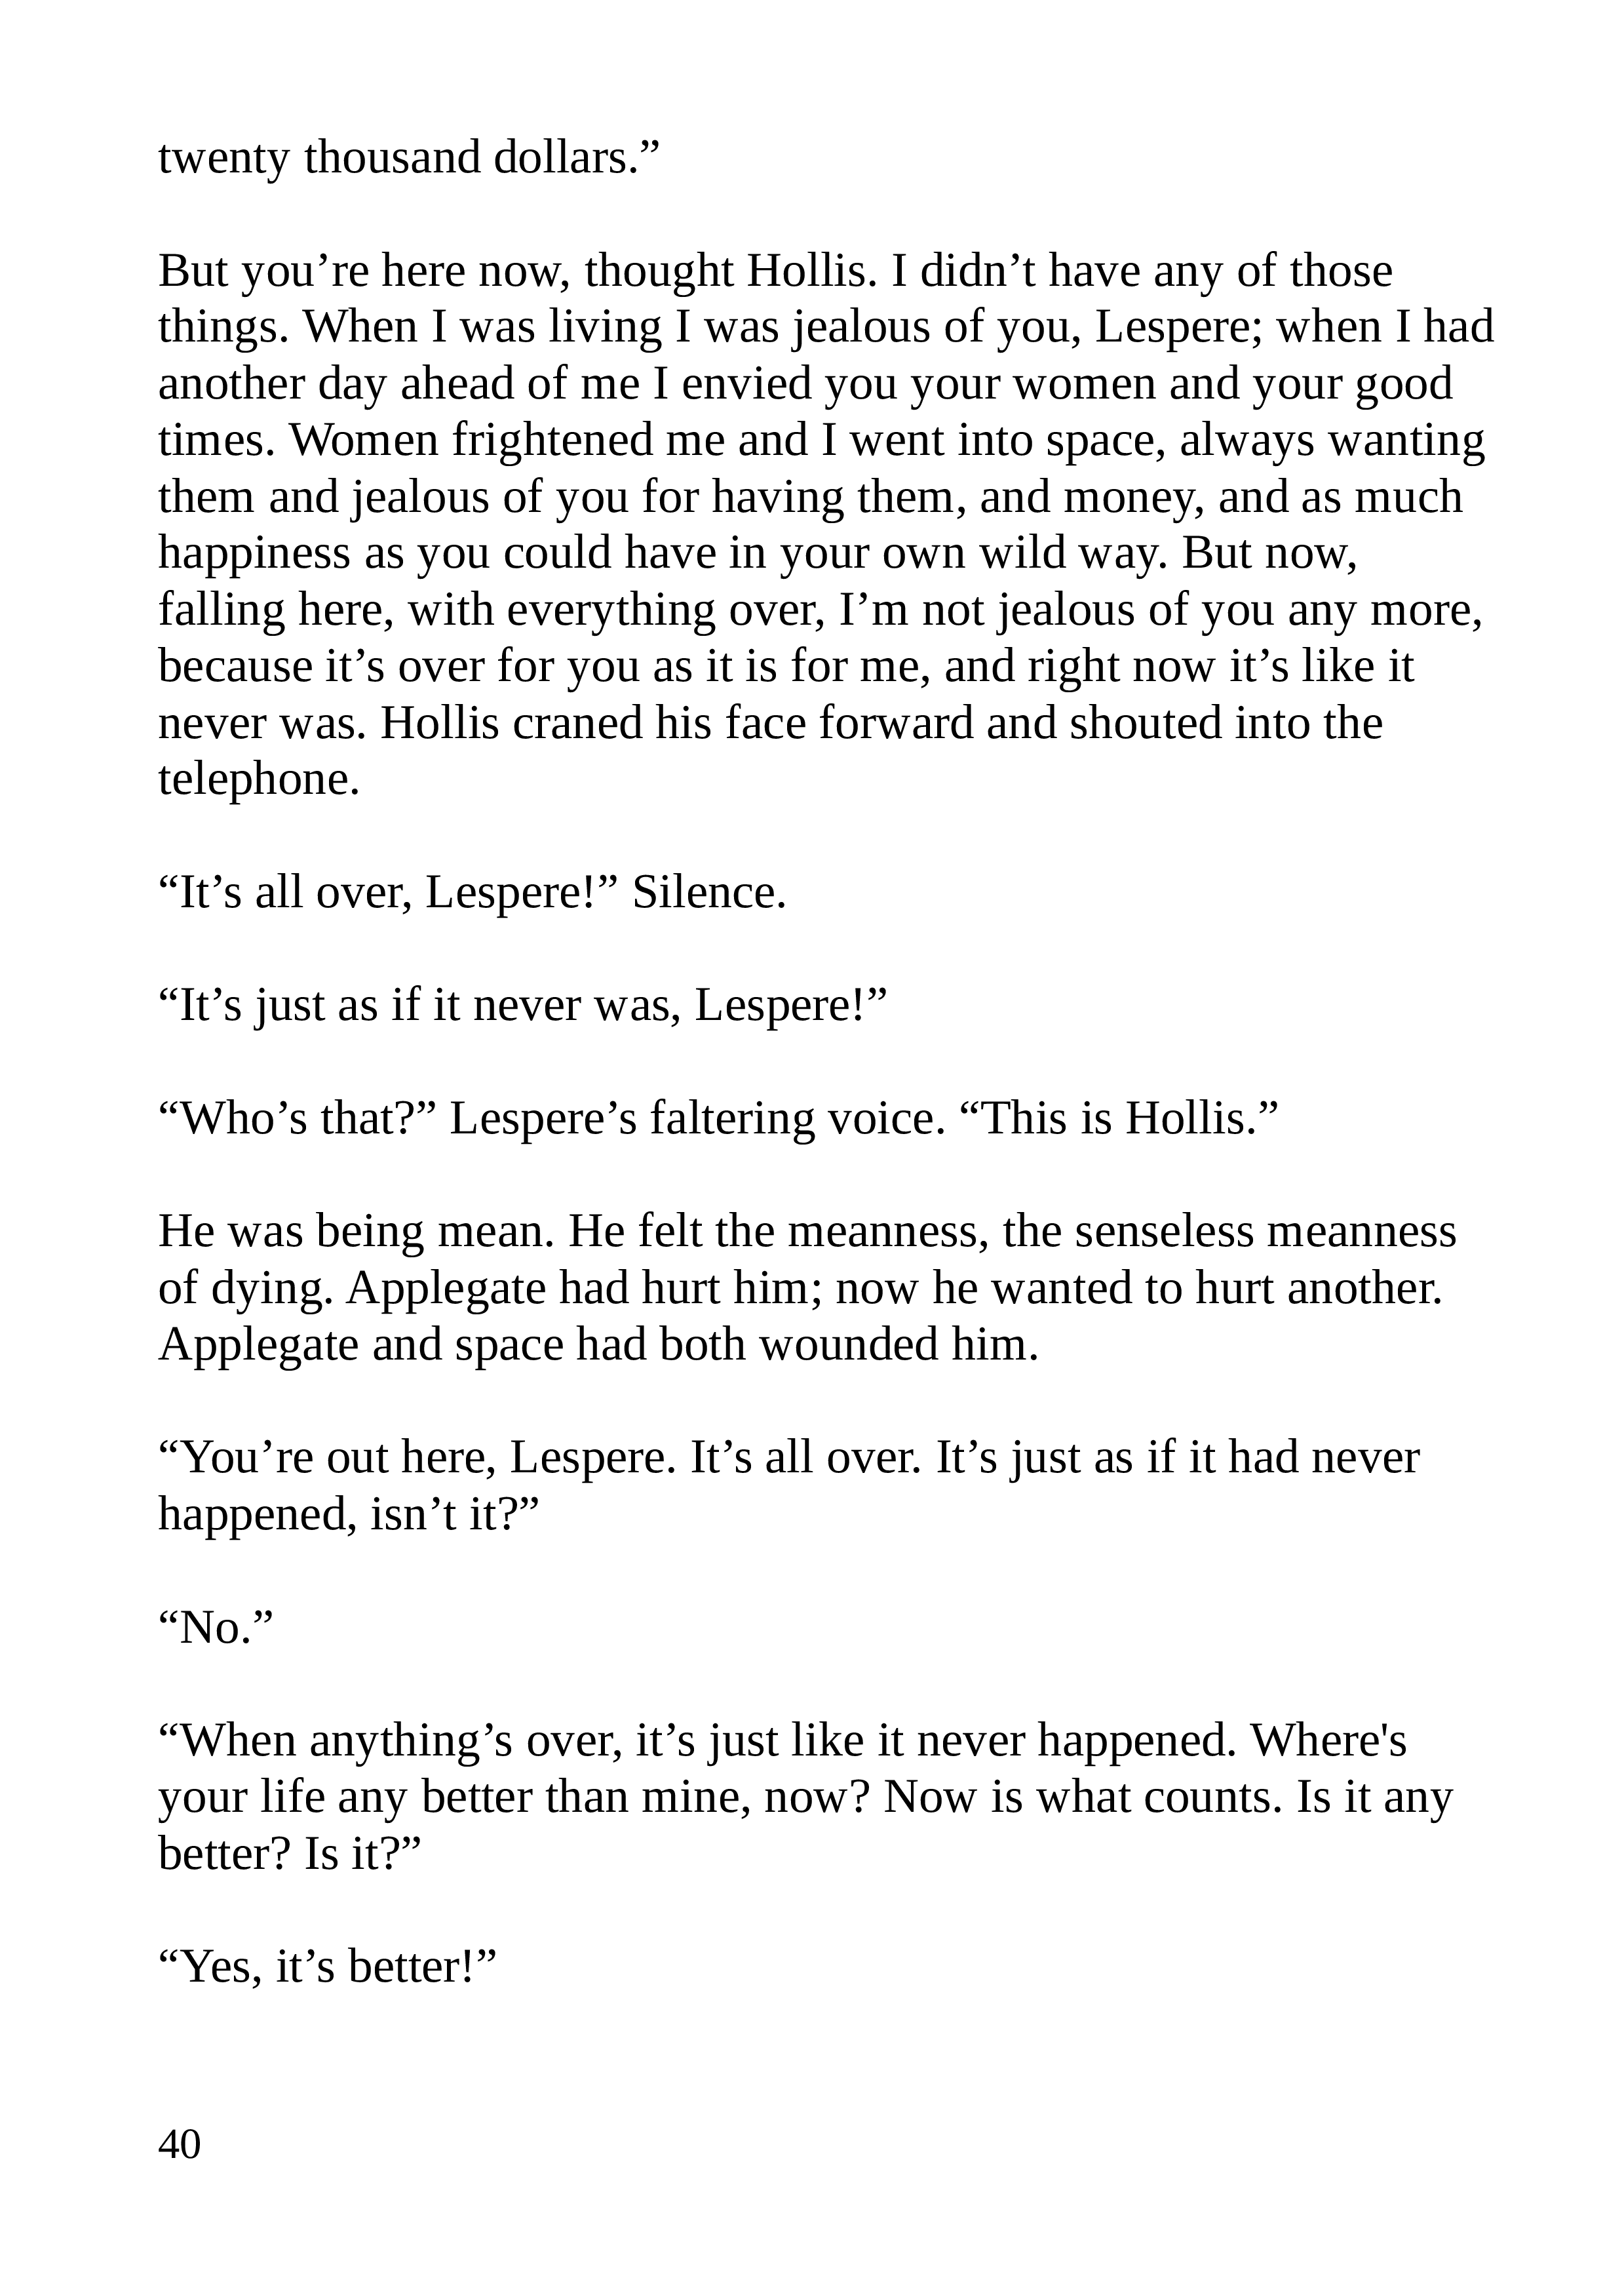 twenty thousand dollars.”
But you’re here now, thought Hollis. I didn’t have any of those
things. When I was living I was jealous of you, Lespere; when I had
another day ahead of me I envied you your women and your good
times. Women frightened me and I went into space, always wanting
them and jealous of you for having them, and money, and as much
happiness as you could have in your own wild way. But now,
falling here, with everything over, I’m not jealous of you any more,
because it’s over for you as it is for me, and right now it’s like it
never was. Hollis craned his face forward and shouted into the
telephone.
“It’s all over, Lespere!” Silence.
“It’s just as if it never was, Lespere!”
“Who’s that?” Lespere’s faltering voice. “This is Hollis.”
He was being mean. He felt the meanness, the senseless meanness
of dying. Applegate had hurt him; now he wanted to hurt another.
Applegate and space had both wounded him.
“You’re out here, Lespere. It’s all over. It’s just as if it had never
happened, isn’t it?”
“No.”
“When anything’s over, it’s just like it never happened. Where's
your life any better than mine, now? Now is what counts. Is it any
better? Is it?”
“Yes, it’s better!”
40